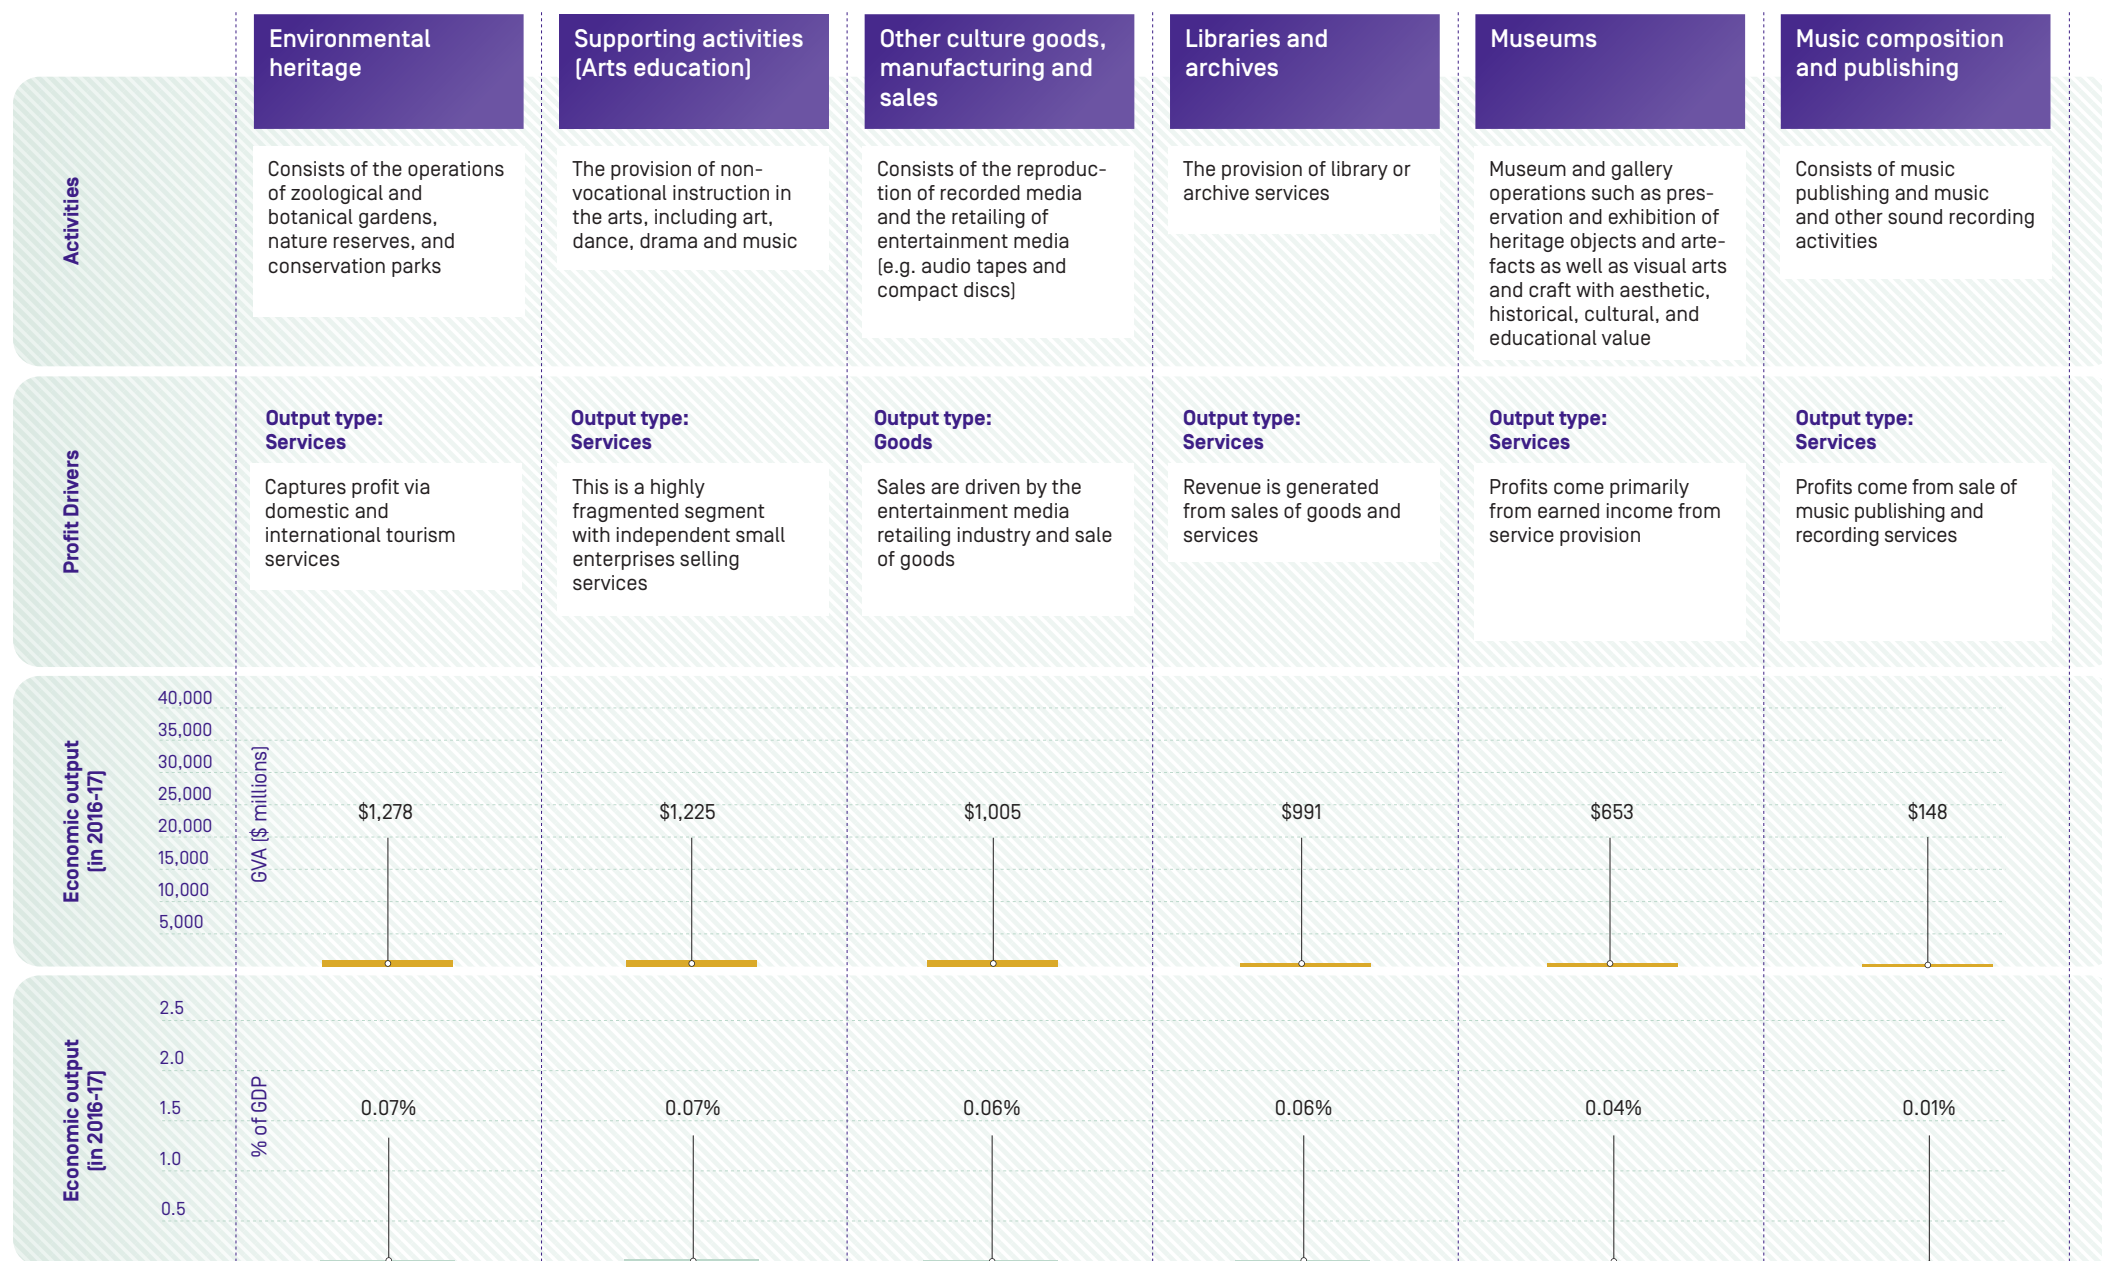 Environmental
heritage
Supporting activities
(Arts education)
Other culture goods,
manufacturing and
sales
Libraries and
archives
Museums
Music composition
and publishing
Activities
Consists of the operations
of zoological and
botanical gardens,
nature reserves, and
conservation parks
The provision of non-
vocational instruction in
the arts, including art,
dance, drama and music
Consists of the reproduc-
tion of recorded media
and the retailing of
entertainment media
(e.g. audio tapes and
compact discs)
The provision of library or
archive services
Museum and gallery
operations such as pres-
ervation and exhibition of
heritage objects and arte-
facts as well as visual arts
and craft with aesthetic,
historical, cultural, and
educational value
Consists of music
publishing and music
and other sound recording
activities
Profit Drivers
Output type:
Services
Captures profit via
domestic and
international tourism
services
Output type:
Services
This is a highly
fragmented segment
with independent small
enterprises selling
services
Output type:
Goods
Sales are driven by the
entertainment media
retailing industry and sale
of goods
Output type:
Services
Revenue is generated
from sales of goods and
services
Output type:
Services
Profits come primarily
from earned income from
service provision
Output type:
Services
Profits come from sale of
music publishing and
recording services
Economic output
(in 2016-17)
40,000
35,000
30,000
25,000
20,000
15,000
10,000
5,000
GVA ($ millions)
$1,278
$1,225
$1,005
$991
$653
$148
Economic output
(in 2016-17)
2.5
2.0
1.5
1.0
0.5
% of GDP
0.07%
0.07%
0.06%
0.06%
0.04%
0.01%